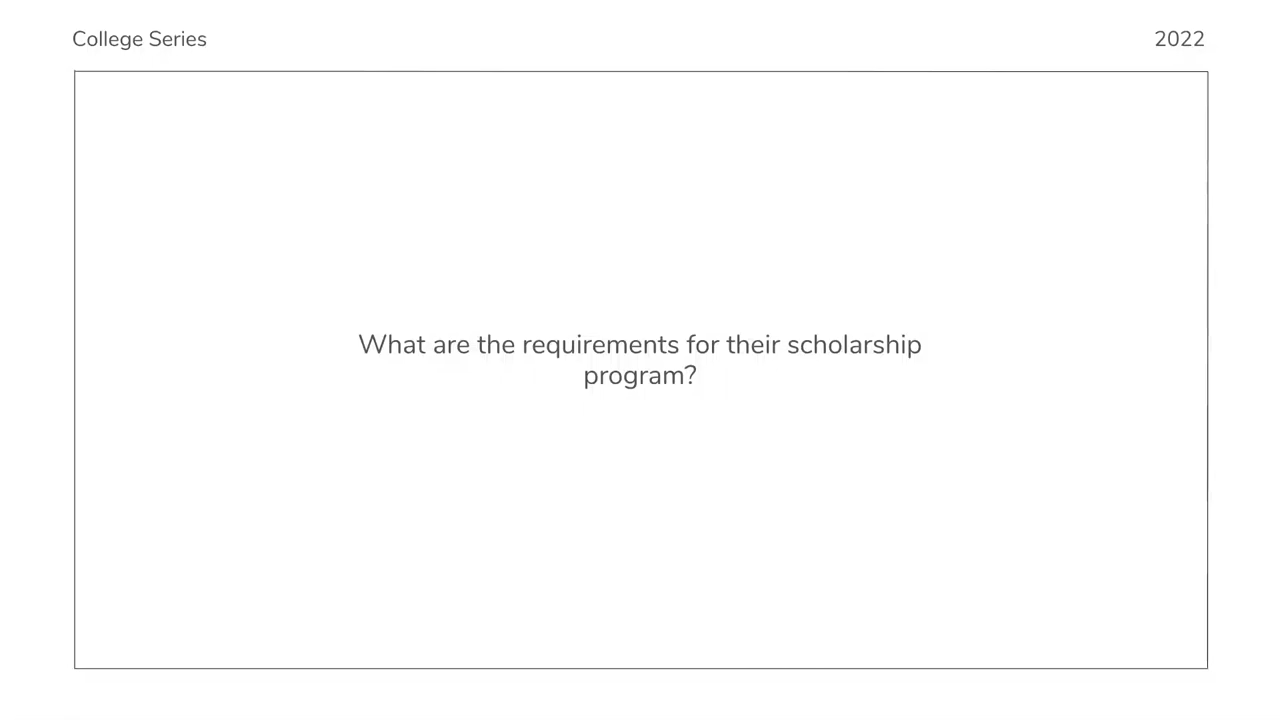 College Series
2022
What are the requirements for their scholarship
program?